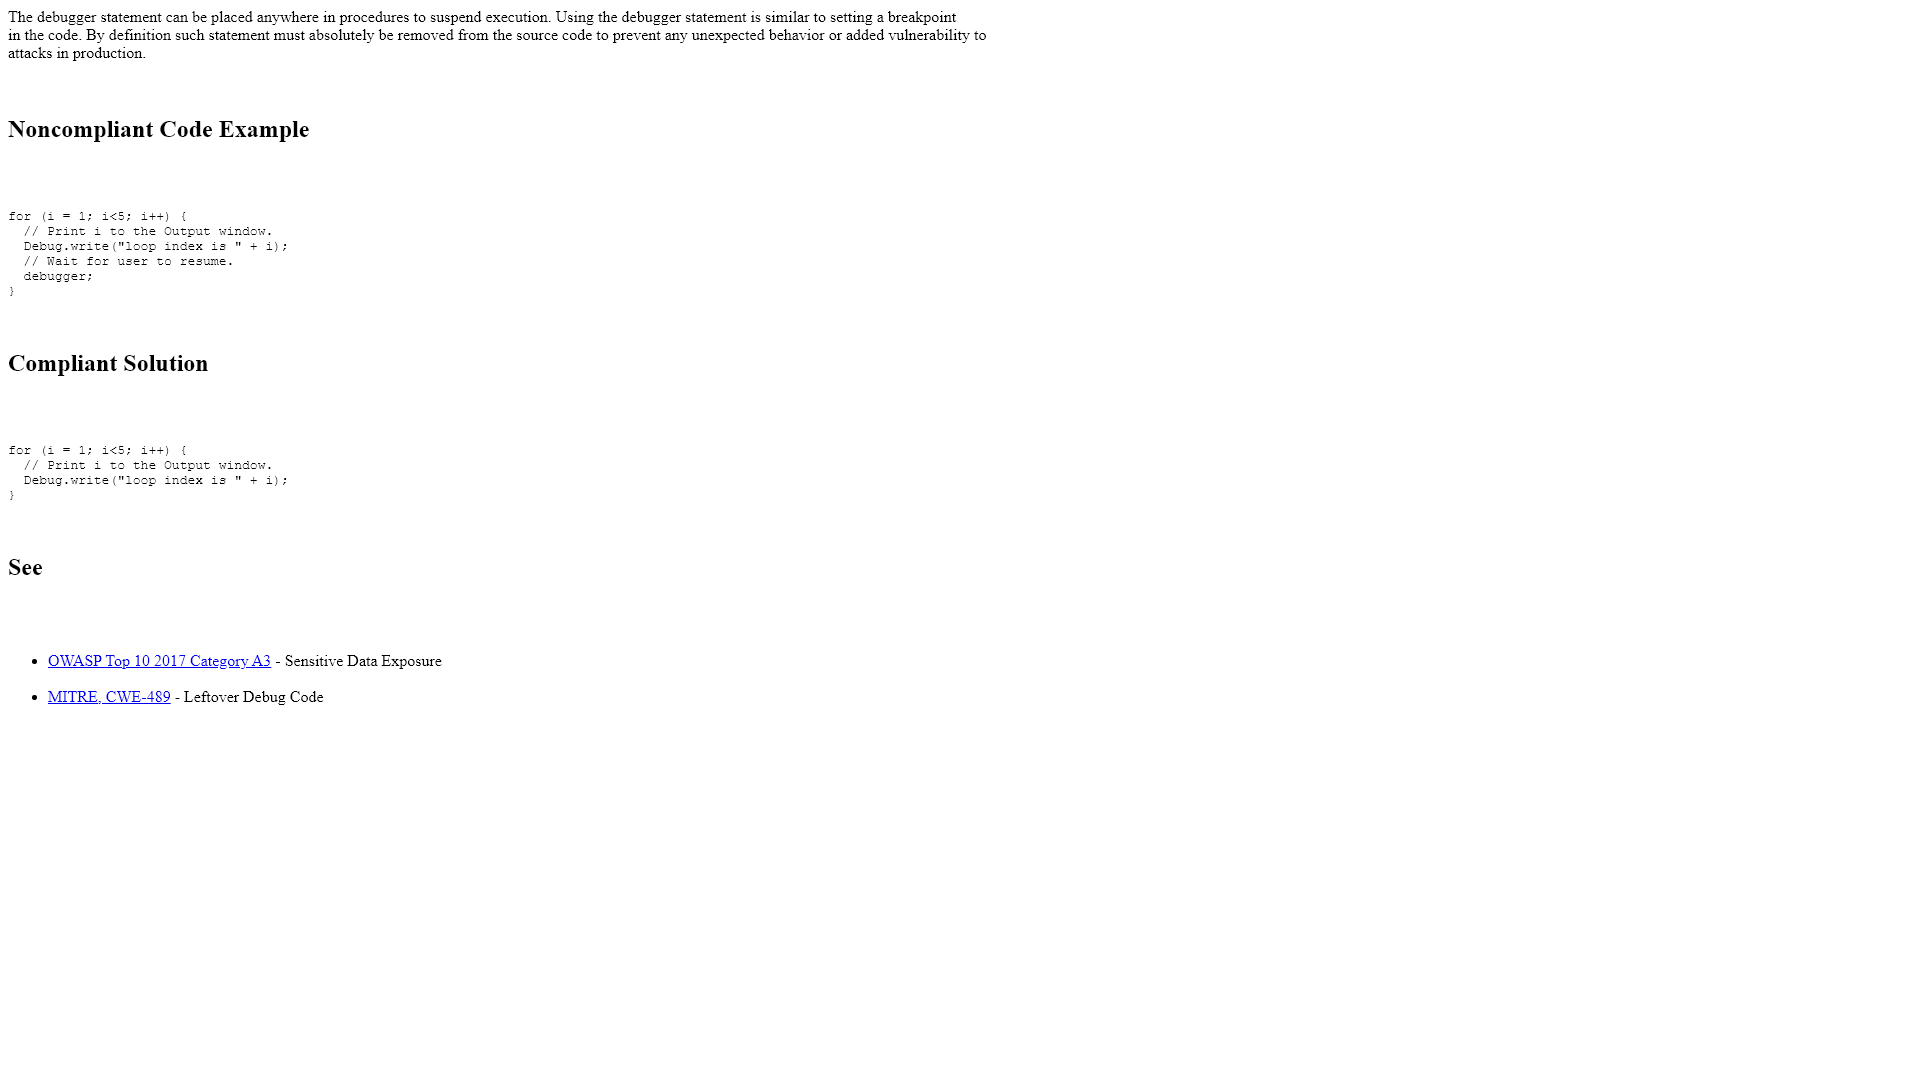 The debugger statement can be placed anywhere in procedures to suspend execution. Using the debugger statement is similar to setting a breakpoint
in the code. By definition such statement must absolutely be removed from the source code to prevent any unexpected behavior or added vulnerability to
attacks in production.
Noncompliant Code Example
for (i = 1; i<5; i++) {
  // Print i to the Output window.
  Debug.write("loop index is " + i);
  // Wait for user to resume.
  debugger;
}
Compliant Solution
for (i = 1; i<5; i++) {
  // Print i to the Output window.
  Debug.write("loop index is " + i);
}
See
• OWASP Top 10 2017 Category A3 - Sensitive Data Exposure
• MITRE, CWE-489 - Leftover Debug Code